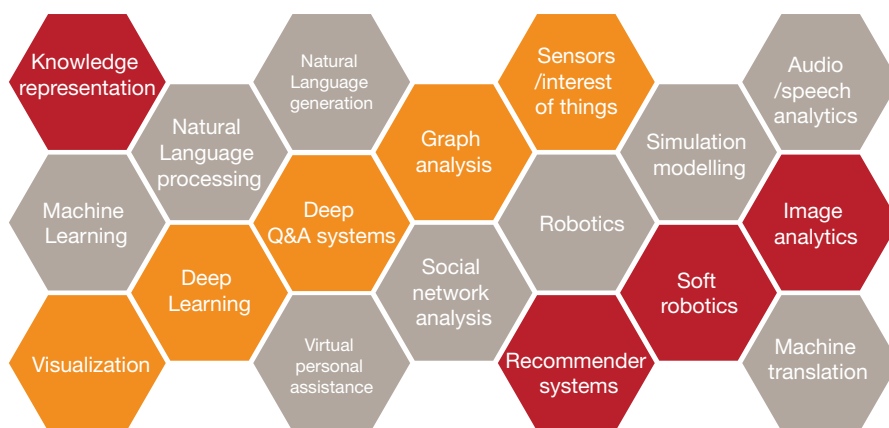 Knowledge
representation
Natural
Language
generation
Sensors
/interest
of things
Audio
/speech
analytics
Natural
Language
processing
Graph
analysis
Simulation
modelling
Machine
Learning
Deep
Q&A systems
Robotics
Image
analytics
Deep
Learning
Social
network
analysis
Soft
robotics
Visualization
Virtual
personal
assistance
Recommender
systems
Machine
translation